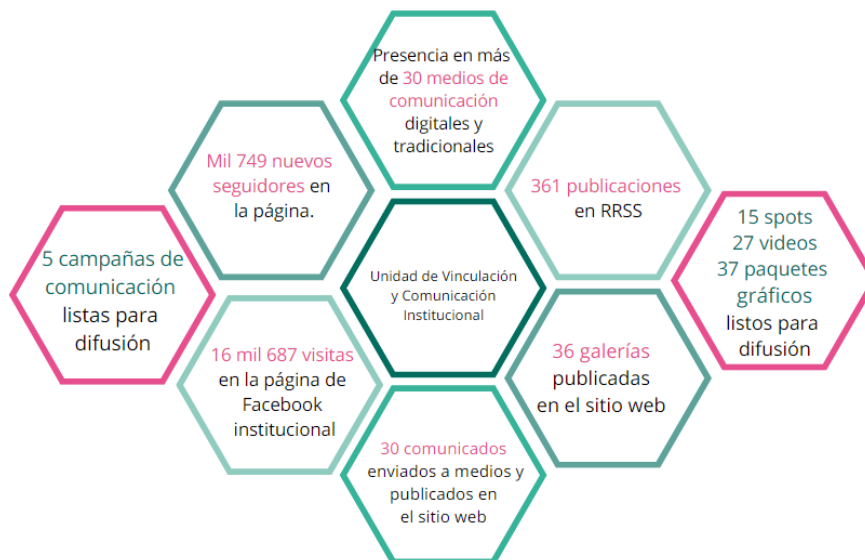 Presencia en más
de 30 medios de
comunicación
digitales y
tradicionales
Mil 749 nuevos
seguidores en
la página.
361 publicaciones
en RRSS
5 campañas de
comunicación
listas para
difusión
Unidad de Vinculación
y Comunicación
Institucional
15 spots
27 videos
37 paquetes
gráficos
listos para
difusión
16 mil 687 visitas
en la página de
Facebook
institucional
36 galerías
publicadas
en el sitio web
30 comunicados
enviados a medios y
publicados en
el sitio web